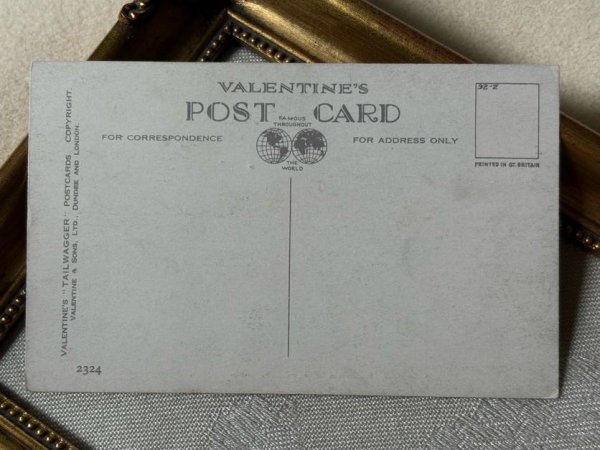 VALENTINE'S
POST CARD
FAMOUS
THROUGHOUT
THE
WORLD
FOR CORRESPONDENCE
FOR ADDRESS ONLY
PRINTED IN GT. BRITAIN
VALENTINE'S "TAILWAGGER" POSTCARDS COPYRIGHT.
VALENTINE & SONS, LTD., DUNDEE AND LONDON.
2324